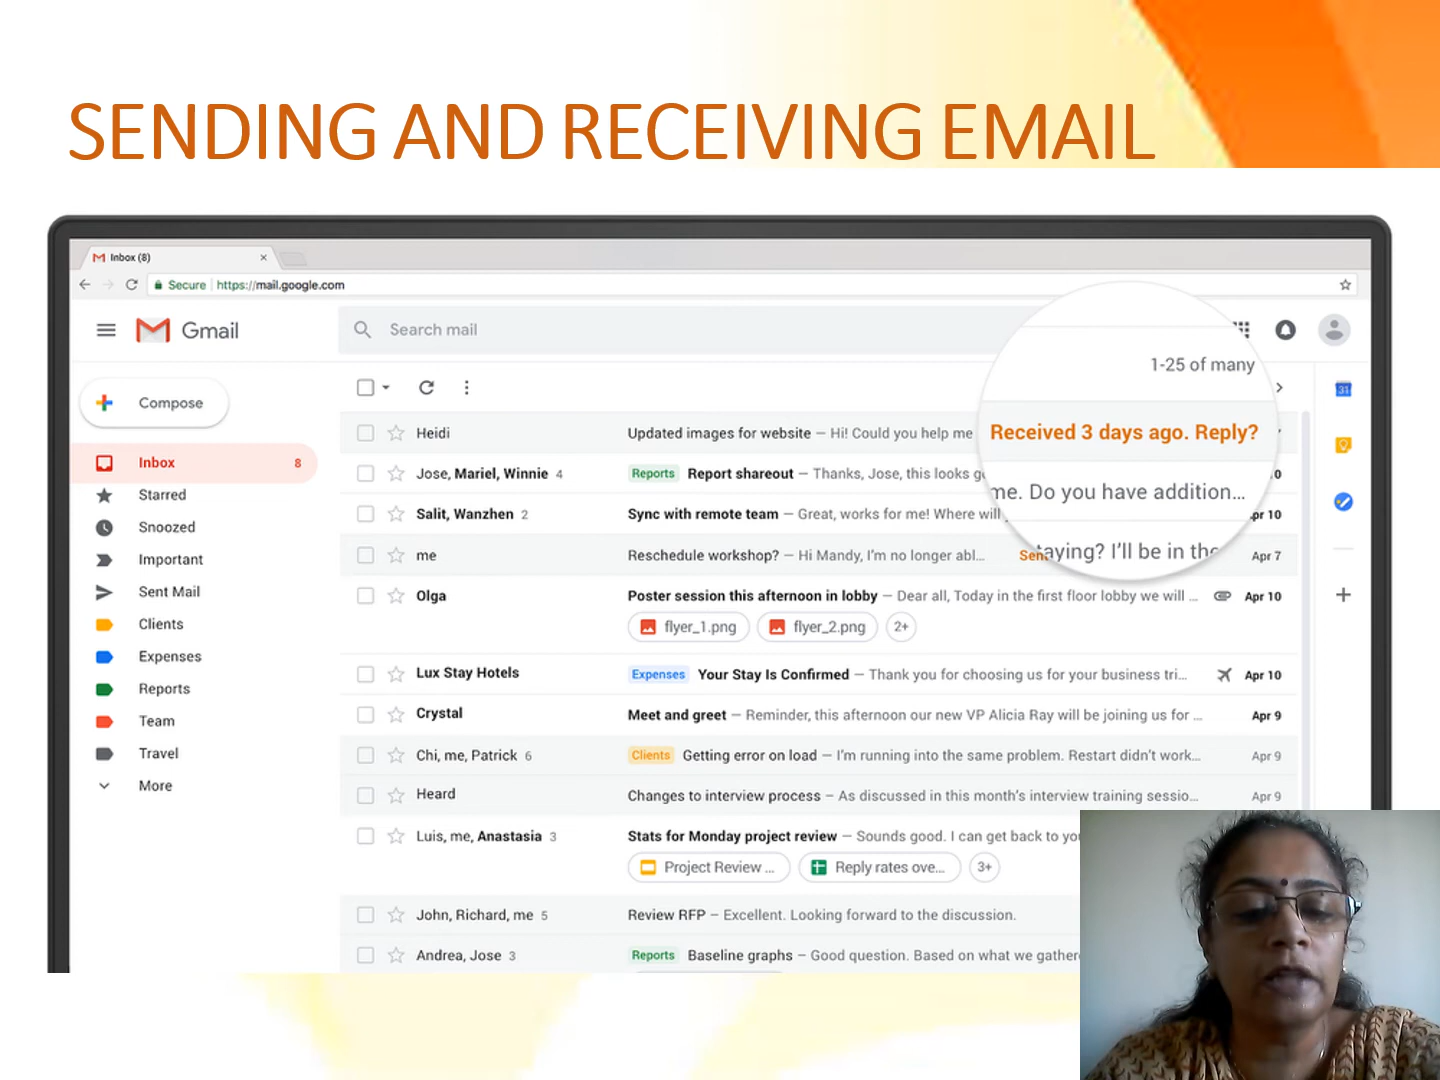 SENDING AND RECEIVING EMAIL
Inbox (8) ×
Secure https://mail.google.com
Gmail Search mail
1-25 of many
Compose
Heidi Updated images for website – Hi! Could you help me Received 3 days ago. Reply?
Inbox 8
Jose, Mariel, Winnie 4 Reports Report shareout – Thanks, Jose, this looks
me. Do you have addition...
Starred
Salit, Wanzhen 2 Sync with remote team – Great, works for me! Where will Apr 10
Snoozed
me Reschedule workshop? – Hi Mandy, I'm no longer abl... Sent taying? I'll be in the Apr 7
Important
Sent Mail
Olga Poster session this afternoon in lobby – Dear all, Today in the first floor lobby we will ... Apr 10
Clients
flyer_1.png flyer_2.png 2+
Expenses
Lux Stay Hotels Expenses Your Stay Is Confirmed – Thank you for choosing us for your business tri... Apr 10
Reports
Crystal Meet and greet – Reminder, this afternoon our new VP Alicia Ray will be joining us for ... Apr 9
Team
Travel
Chi, me, Patrick 6 Clients Getting error on load – I'm running into the same problem. Restart didn't work... Apr 9
More
Heard Changes to interview process – As discussed in this month's interview training sessio... Apr 9
Luis, me, Anastasia 3 Stats for Monday project review – Sounds good. I can get back to you
Project Review ... Reply rates ove... 3+
John, Richard, me 5 Review RFP – Excellent. Looking forward to the discussion.
Andrea, Jose 3 Reports Baseline graphs – Good question. Based on what we gather
31